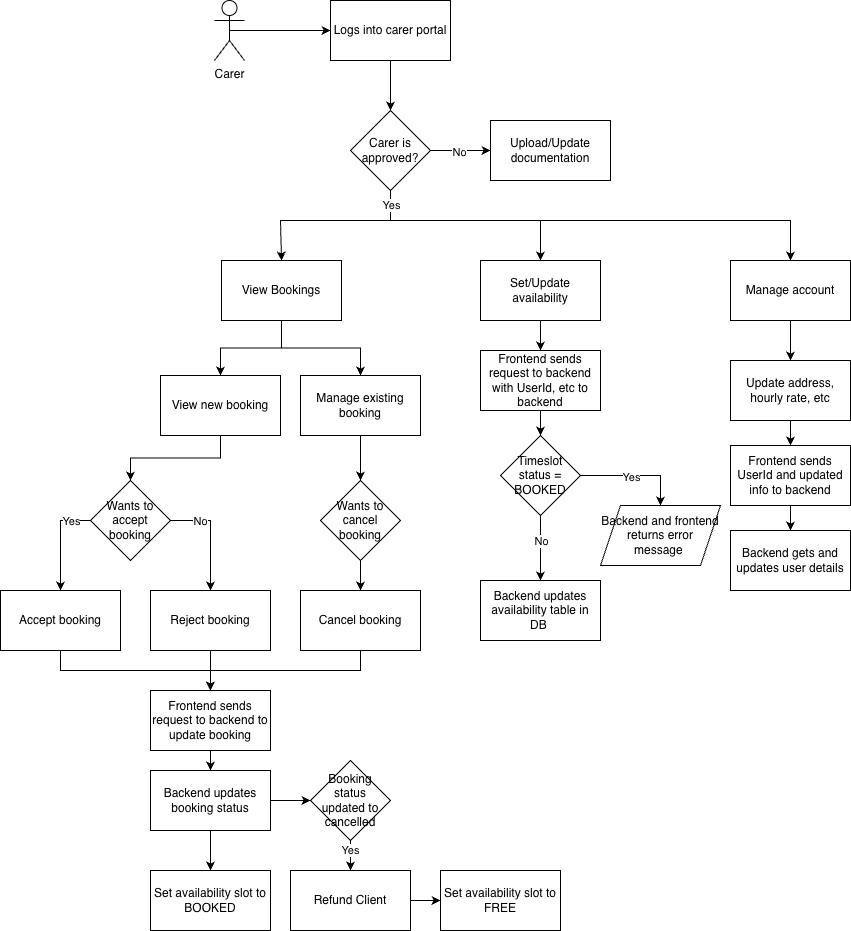 Logs into carer portal
Carer
Carer is
approved?
No
Upload/Update
documentation
Yes
View Bookings
Set/Update
availability
Manage account
Frontend sends
request to backend
with UserId, etc to
backend
View new booking
Manage existing
booking
Update address,
hourly rate, etc
Timeslot
status =
BOOKED
Yes
Frontend sends
UserId and updated
info to backend
Wants to
accept
booking
Yes
No
Wants to
cancel
booking
Backend and frontend
returns error
message
No
Backend gets and
updates user details
Accept booking
Reject booking
Cancel booking
Backend updates
availability table in
DB
Frontend sends
request to backend to
update booking
Backend updates
booking status
Booking
status
updated to
cancelled
Yes
Set availability slot to
BOOKED
Refund Client
Set availability slot to
FREE